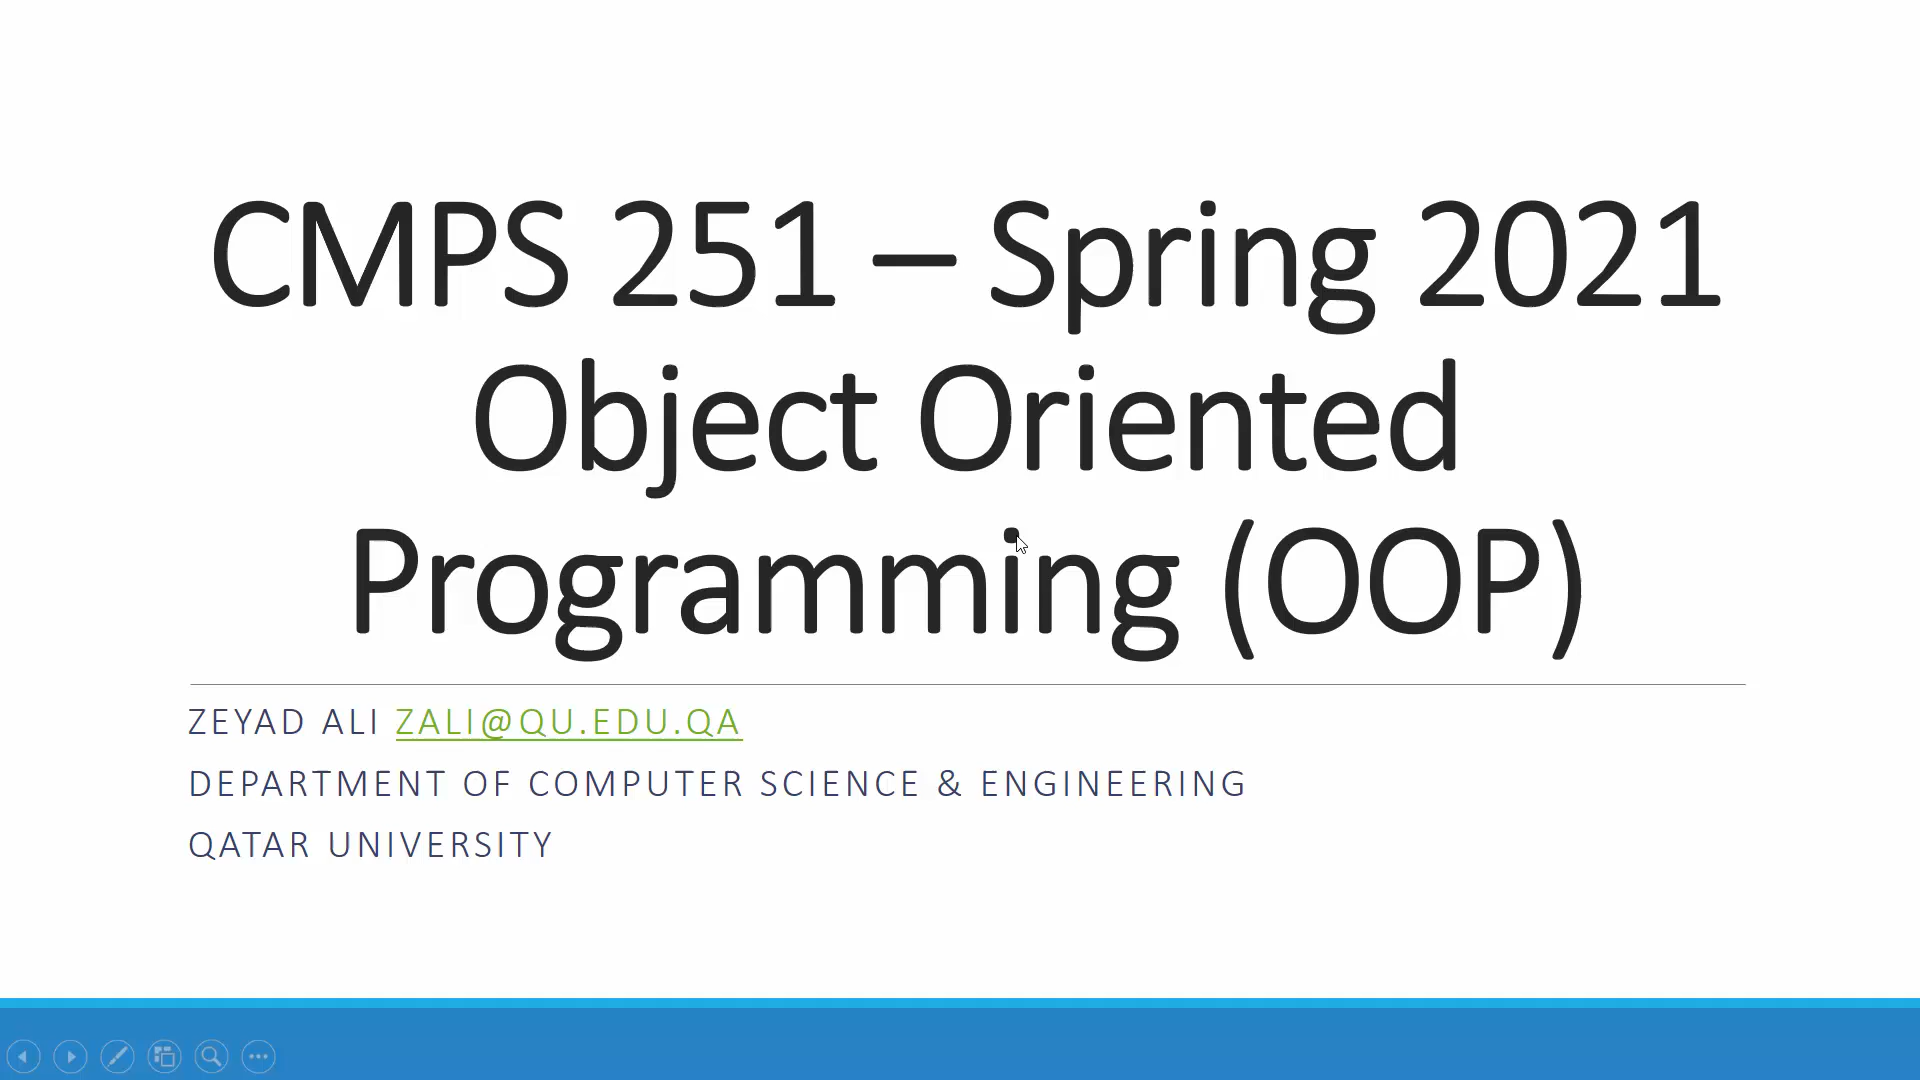 CMPS 251 – Spring 2021
Object Oriented
Programming (OOP)
ZEYAD ALI ZALI@QU.EDU.QA
DEPARTMENT OF COMPUTER SCIENCE & ENGINEERING
QATAR UNIVERSITY